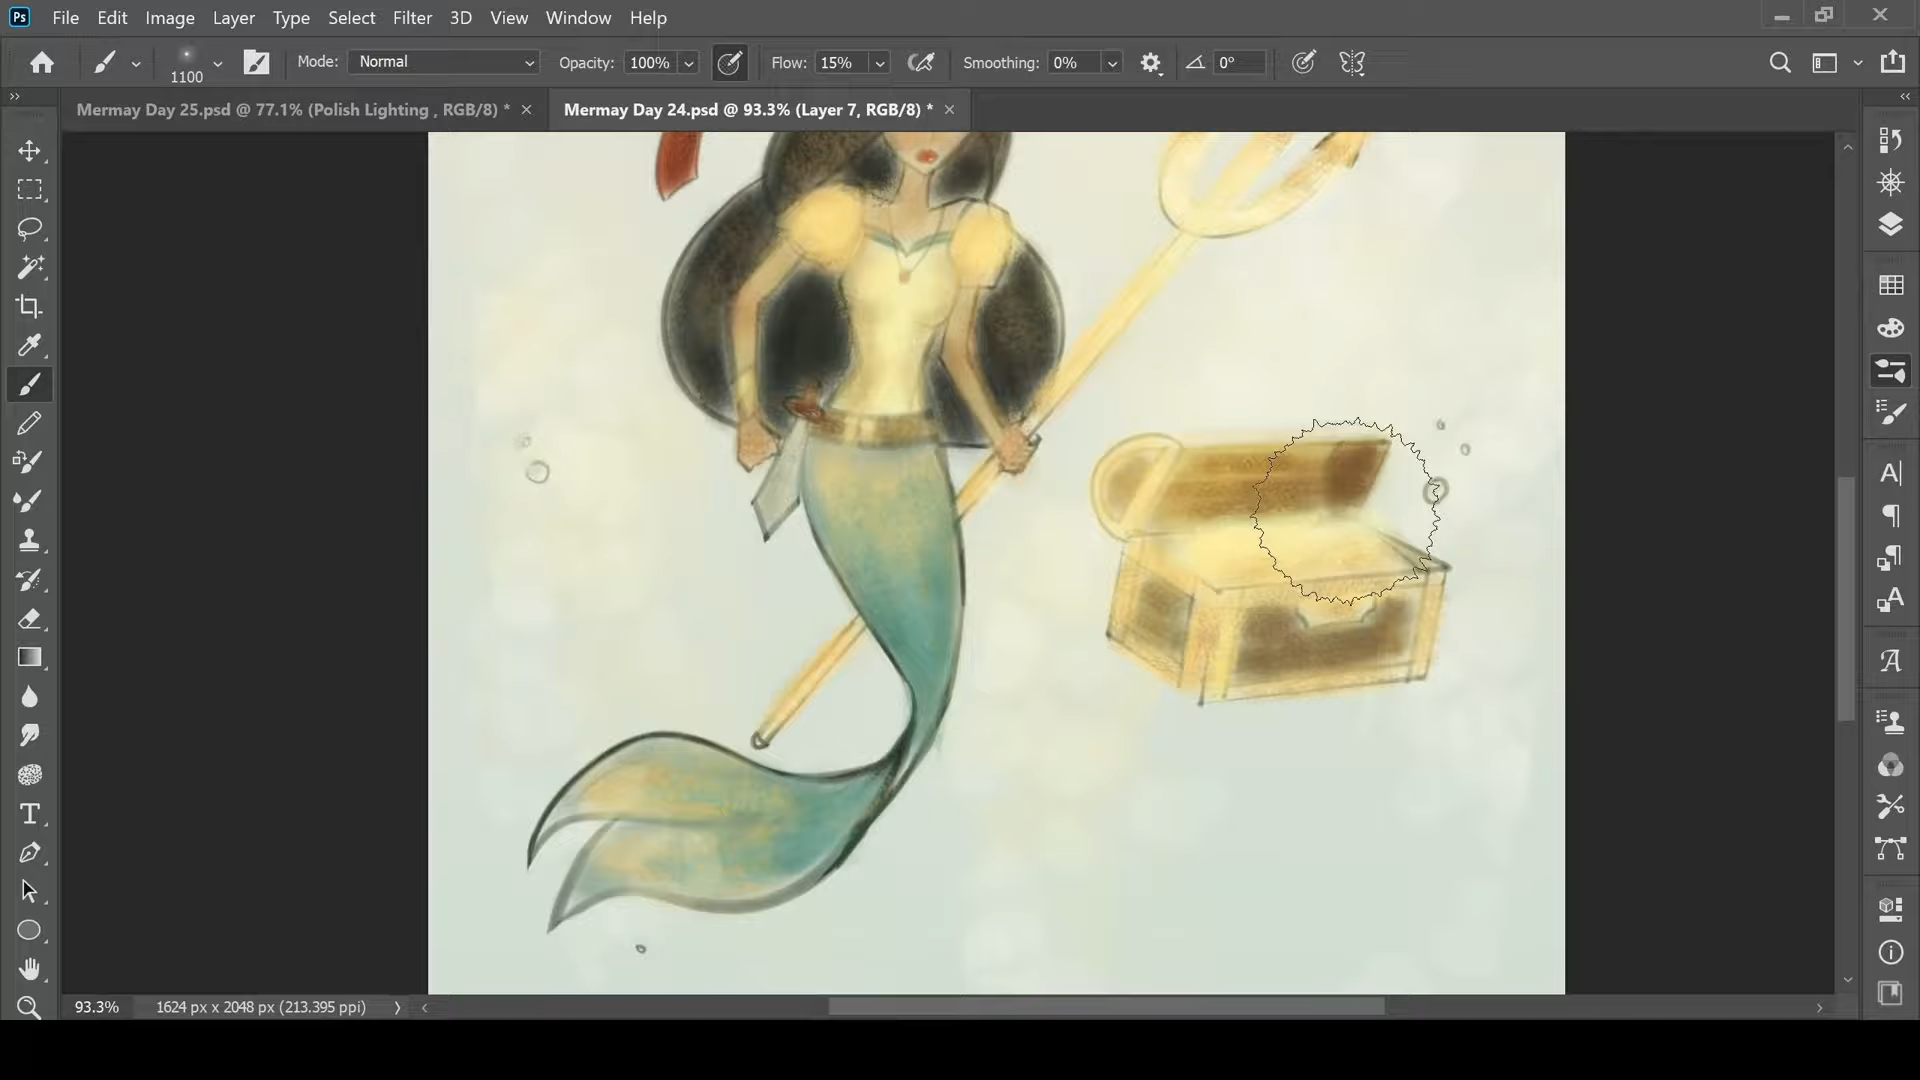 Ps File Edit Image Layer Type Select Filter 3D View Window Help
1100 Mode: Normal Opacity: 100% Flow: 15% Smoothing: 0% 0°
Mermay Day 25.psd @ 77.1% (Polish Lighting , RGB/8) * × Mermay Day 24.psd @ 93.3% (Layer 7, RGB/8) * ×
93.3% 1624 px x 2048 px (213.395 ppi)